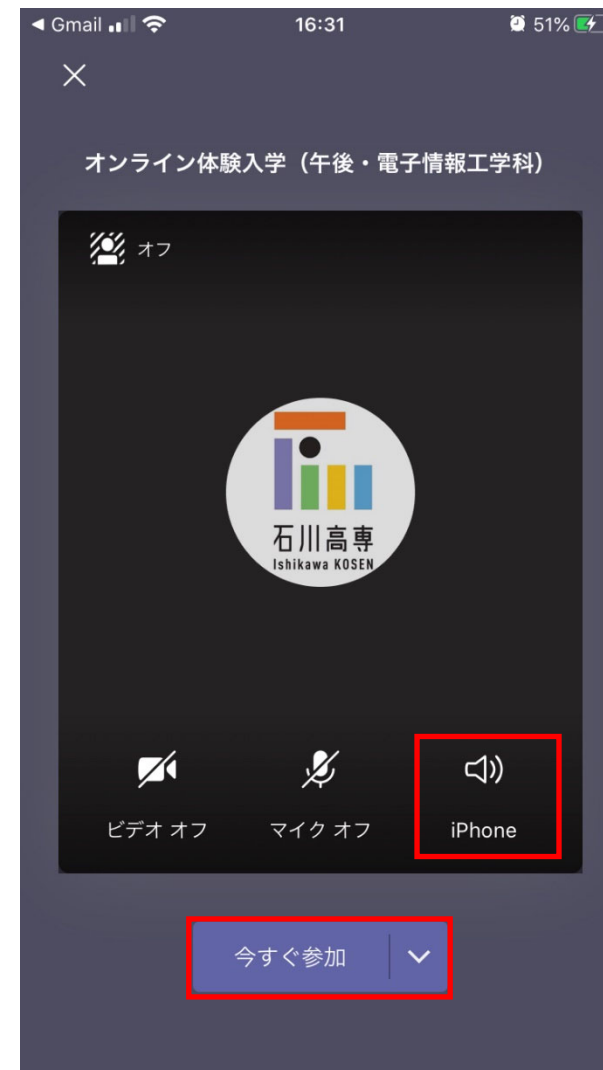 ◀ Gmail 16:31 51%
オンライン体験入学（午後・電子情報工学科）
オフ
石川高専
Ishikawa KOSEN
ビデオ オフ マイク オフ iPhone
今すぐ参加